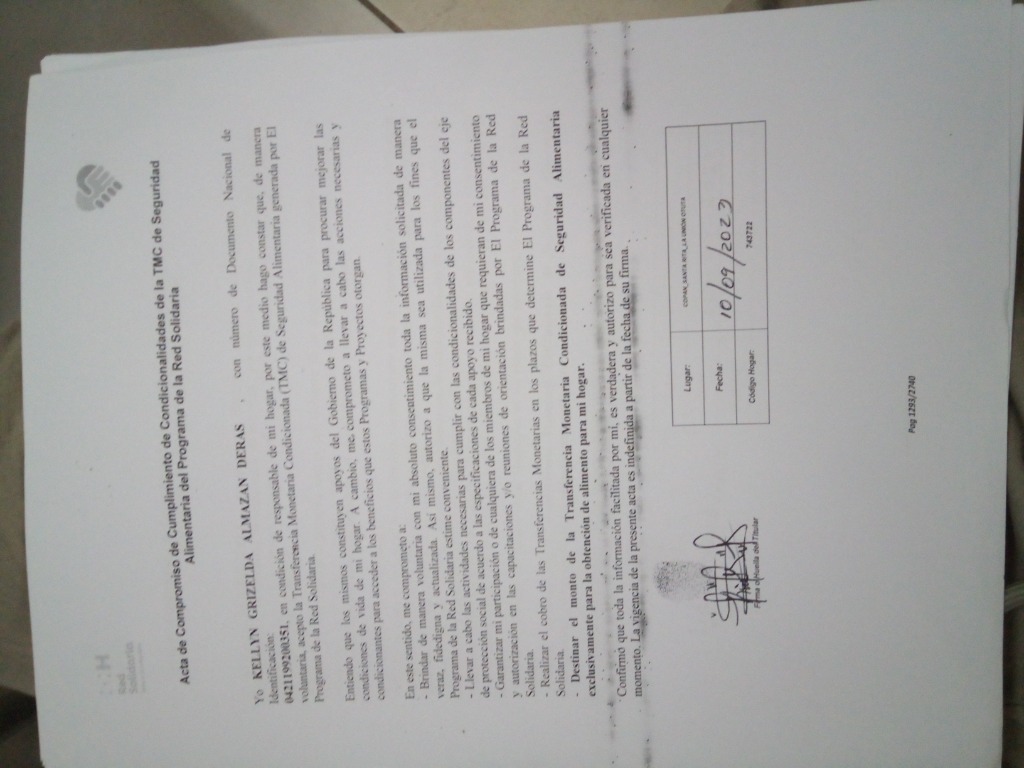 Red
Solidaria
Acta de Compromiso de Cumplimiento de Condicionalidades de la TMC de Seguridad
Alimentaria del Programa de la Red Solidaria
Yo KELLYN GRIZELDA ALMAZAN DERAS , con número de Documento Nacional de
Identificación:
0421199200351, en condición de responsable de mi hogar, por este medio hago constar que, de manera
voluntaria, acepto la Transferencia Monetaria Condicionada (TMC) de Seguridad Alimentaria generada por El
Programa de la Red Solidaria.
Entiendo que los mismos constituyen apoyos del Gobierno de la República para procurar mejorar las
condiciones de vida de mi hogar. A cambio, me comprometo a llevar a cabo las acciones necesarias y
condicionantes para acceder a los beneficios que estos Programas y Proyectos otorgan.
En este sentido, me comprometo a:
- Brindar de manera voluntaria con mi absoluto consentimiento toda la información solicitada de manera
veraz, fidedigna y actualizada. Así mismo, autorizo a que la misma sea utilizada para los fines que el
Programa de la Red Solidaria estime conveniente.
- Llevar a cabo las actividades necesarias para cumplir con las condicionalidades de los componentes del eje
de protección social de acuerdo a las especificaciones de cada apoyo recibido.
- Garantizar mi participación o de cualquiera de los miembros de mi hogar que requieran de mi consentimiento
y autorización en las capacitaciones y/o reuniones de orientación brindadas por El Programa de la Red
Solidaria.
- Realizar el cobro de las Transferencias Monetarias en los plazos que determine El Programa de la Red
Solidaria.
- Destinar el monto de la Transferencia Monetaria Condicionada de Seguridad Alimentaria
exclusivamente para la obtención de alimento para mi hogar.
Confirmó que toda la información facilitada por mi, es verdadera y autorizo para sea verificada en cualquier
momento. La vigencia de la presente acta es indefinida a partir de la fecha de su firma.
Lugar: COPAN_SANTA RITA_LA UNIÓN OTUTA
Fecha: 10/09/2023
Código Hogar: 742722
Firma o Huella del Titular
Pag 1293/2740